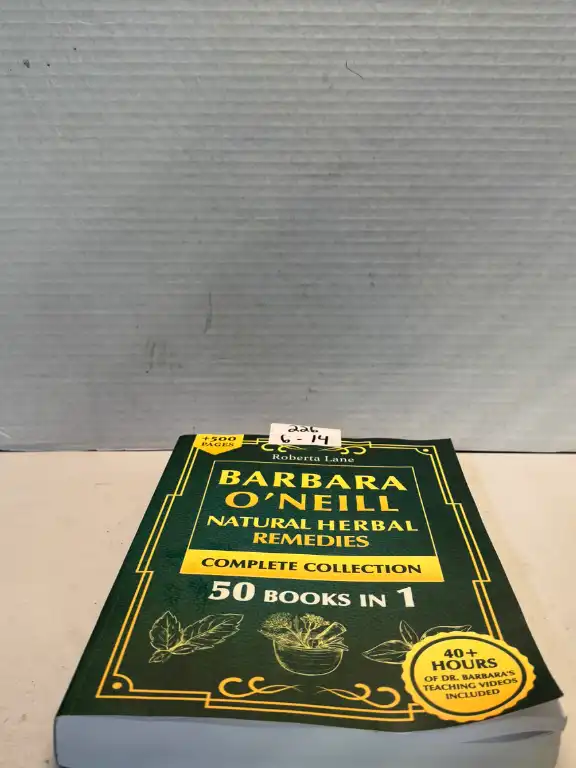 226
6 - 14
+500
PAGES
Roberta Lane
BARBARA
O'NEILL
NATURAL HERBAL
REMEDIES
COMPLETE COLLECTION
50 BOOKS IN 1
40+
HOURS
OF DR. BARBARA'S
TEACHING VIDEOS
INCLUDED